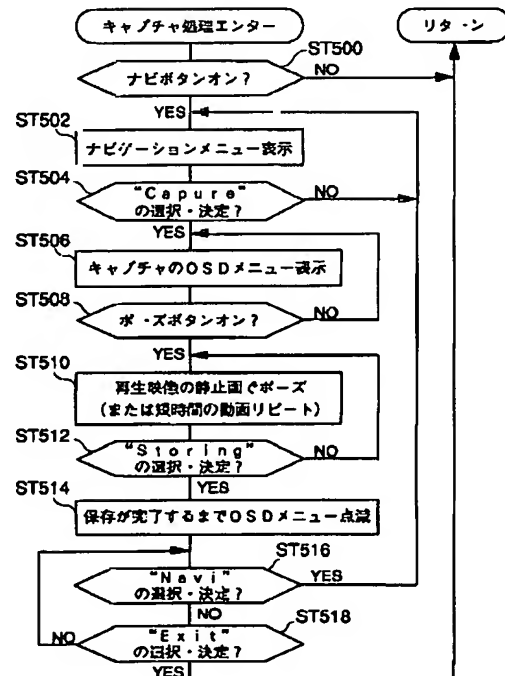 キャプチャ処理エンター
リターン
ST500
ナビボタンオン?
NO
YES
ST502
ナビゲーションメニュー表示
ST504
"Capure"
の選択・決定?
NO
YES
ST506
キャプチャのOSDメニュー表示
ST508
ポーズボタンオン?
NO
YES
ST510
再生映像の静止画でポーズ
(または短時間の動画リピート)
ST512
"Storing"
の選択・決定?
NO
YES
ST514
保存が完了するまでOSDメニュー点滅
ST516
"Navi"
の選択・決定?
YES
NO
ST518
"Exit"
の選択・決定?
NO
YES